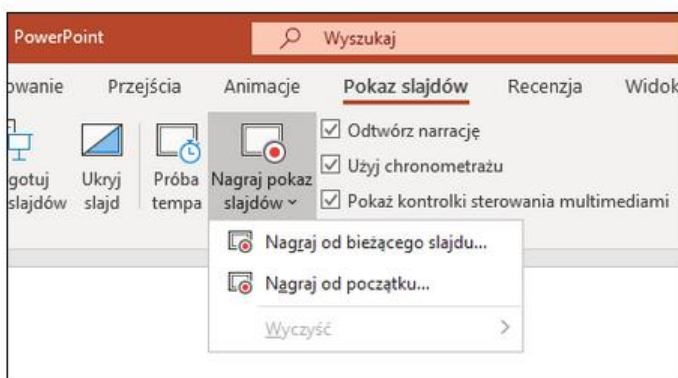 PowerPoint
Wyszukaj
owanie Przejścia Animacje Pokaz slajdów Recenzja Widok
gotuj slajdów
Ukryj slajd
Próba tempa
Nagraj pokaz slajdów
Odtwórz narrację
Użyj chronometrażu
Pokaż kontrolki sterowania multimediami
Nagraj od bieżącego slajdu...
Nagraj od początku...
Wyczyść